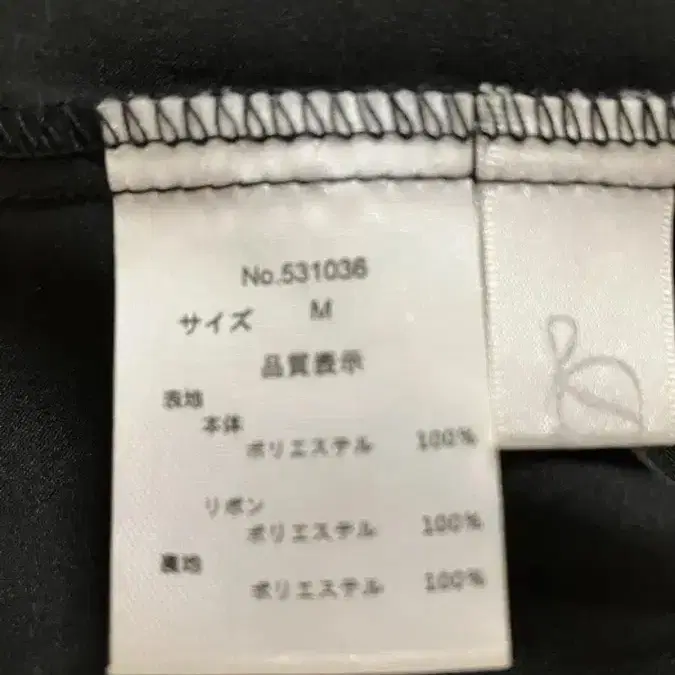 No.531036
サイズ M
品質表示
表地
本体
ポリエステル 100%
リボン
ポリエステル 100%
裏地
ポリエステル 100%